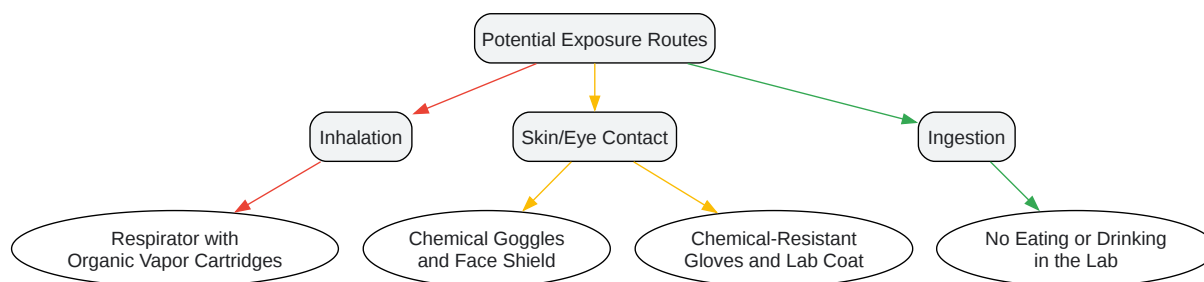 Potential Exposure Routes
Inhalation
Skin/Eye Contact
Ingestion
Respirator with
Organic Vapor Cartridges
Chemical Goggles
and Face Shield
Chemical-Resistant
Gloves and Lab Coat
No Eating or Drinking
in the Lab